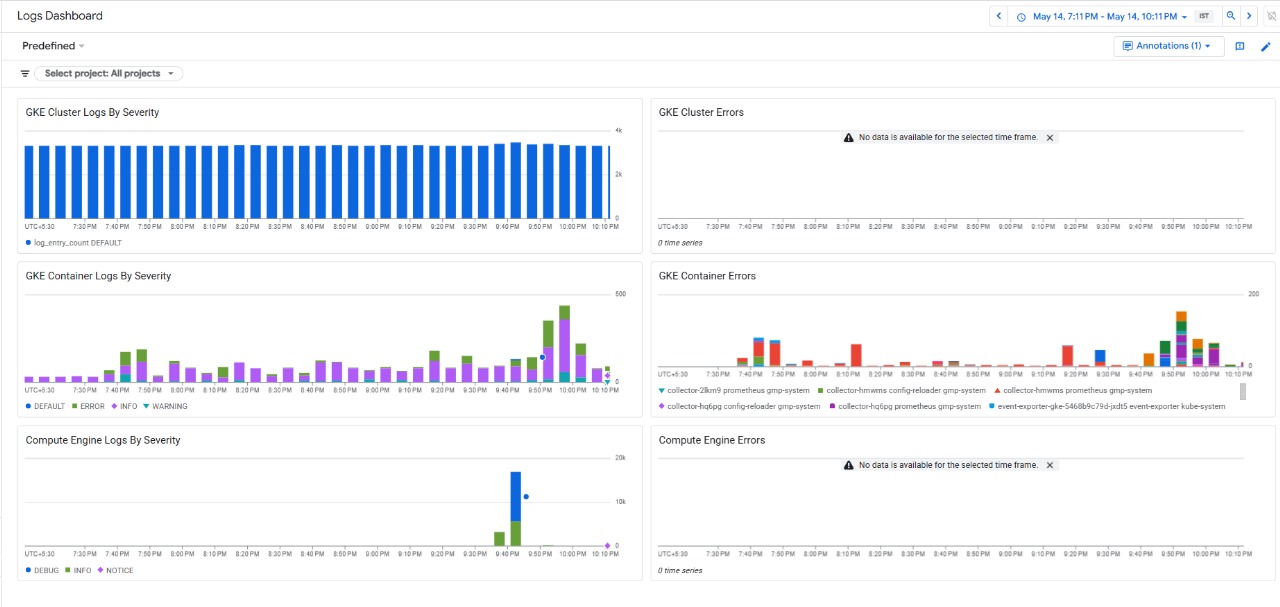 Logs Dashboard
May 14, 7:11 PM - May 14, 10:11 PM IST
Predefined
Annotations (1)
Select project: All projects
GKE Cluster Logs By Severity
4k
2k
0
UTC+5:30 7:30 PM 7:40 PM 7:50 PM 8:00 PM 8:10 PM 8:20 PM 8:30 PM 8:40 PM 8:50 PM 9:00 PM 9:10 PM 9:20 PM 9:30 PM 9:40 PM 9:50 PM 10:00 PM 10:10 PM
log_entry_count DEFAULT
GKE Cluster Errors
No data is available for the selected time frame.
UTC+5:30 7:30 PM 7:40 PM 7:50 PM 8:00 PM 8:10 PM 8:20 PM 8:30 PM 8:40 PM 8:50 PM 9:00 PM 9:10 PM 9:20 PM 9:30 PM 9:40 PM 9:50 PM 10:00 PM 10:10 PM
0 time series
GKE Container Logs By Severity
500
0
UTC+5:30 7:30 PM 7:40 PM 7:50 PM 8:00 PM 8:10 PM 8:20 PM 8:30 PM 8:40 PM 8:50 PM 9:00 PM 9:10 PM 9:20 PM 9:30 PM 9:40 PM 9:50 PM 10:00 PM 10:10 PM
DEFAULT ERROR INFO WARNING
GKE Container Errors
200
0
UTC+5:30 7:30 PM 7:40 PM 7:50 PM 8:00 PM 8:10 PM 8:20 PM 8:30 PM 8:40 PM 8:50 PM 9:00 PM 9:10 PM 9:20 PM 9:30 PM 9:40 PM 9:50 PM 10:00 PM 10:10 PM
collector-2lkm9 prometheus gmp-system collector-hmwms config-reloader gmp-system collector-hmwms prometheus gmp-system
collector-hq6pg config-reloader gmp-system collector-hq6pg prometheus gmp-system event-exporter-gke-5468b9c79d-jxdt5 event-exporter kube-system
Compute Engine Logs By Severity
20k
10k
0
UTC+5:30 7:30 PM 7:40 PM 7:50 PM 8:00 PM 8:10 PM 8:20 PM 8:30 PM 8:40 PM 8:50 PM 9:00 PM 9:10 PM 9:20 PM 9:30 PM 9:40 PM 9:50 PM 10:00 PM 10:10 PM
DEBUG INFO NOTICE
Compute Engine Errors
No data is available for the selected time frame.
UTC+5:30 7:30 PM 7:40 PM 7:50 PM 8:00 PM 8:10 PM 8:20 PM 8:30 PM 8:40 PM 8:50 PM 9:00 PM 9:10 PM 9:20 PM 9:30 PM 9:40 PM 9:50 PM 10:00 PM 10:10 PM
0 time series